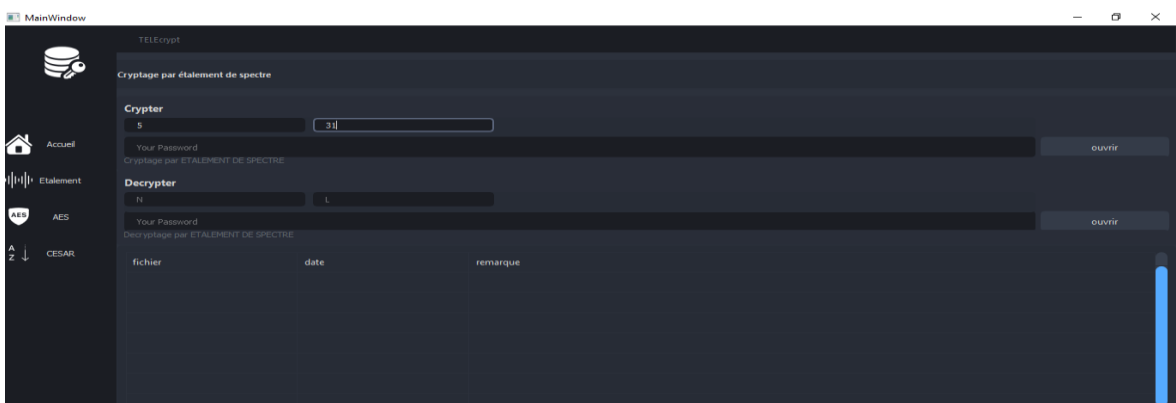 MainWindow
TELEcrypt
Cryptage par étalement de spectre
Crypter
5 31
Accueil
Your Password ouvrir
Cryptage par ETALEMENT DE SPECTRE
Etalement
Decrypter
N L
AES AES
Your Password ouvrir
Decryptage par ETALEMENT DE SPECTRE
A Z CESAR
fichier date remarque